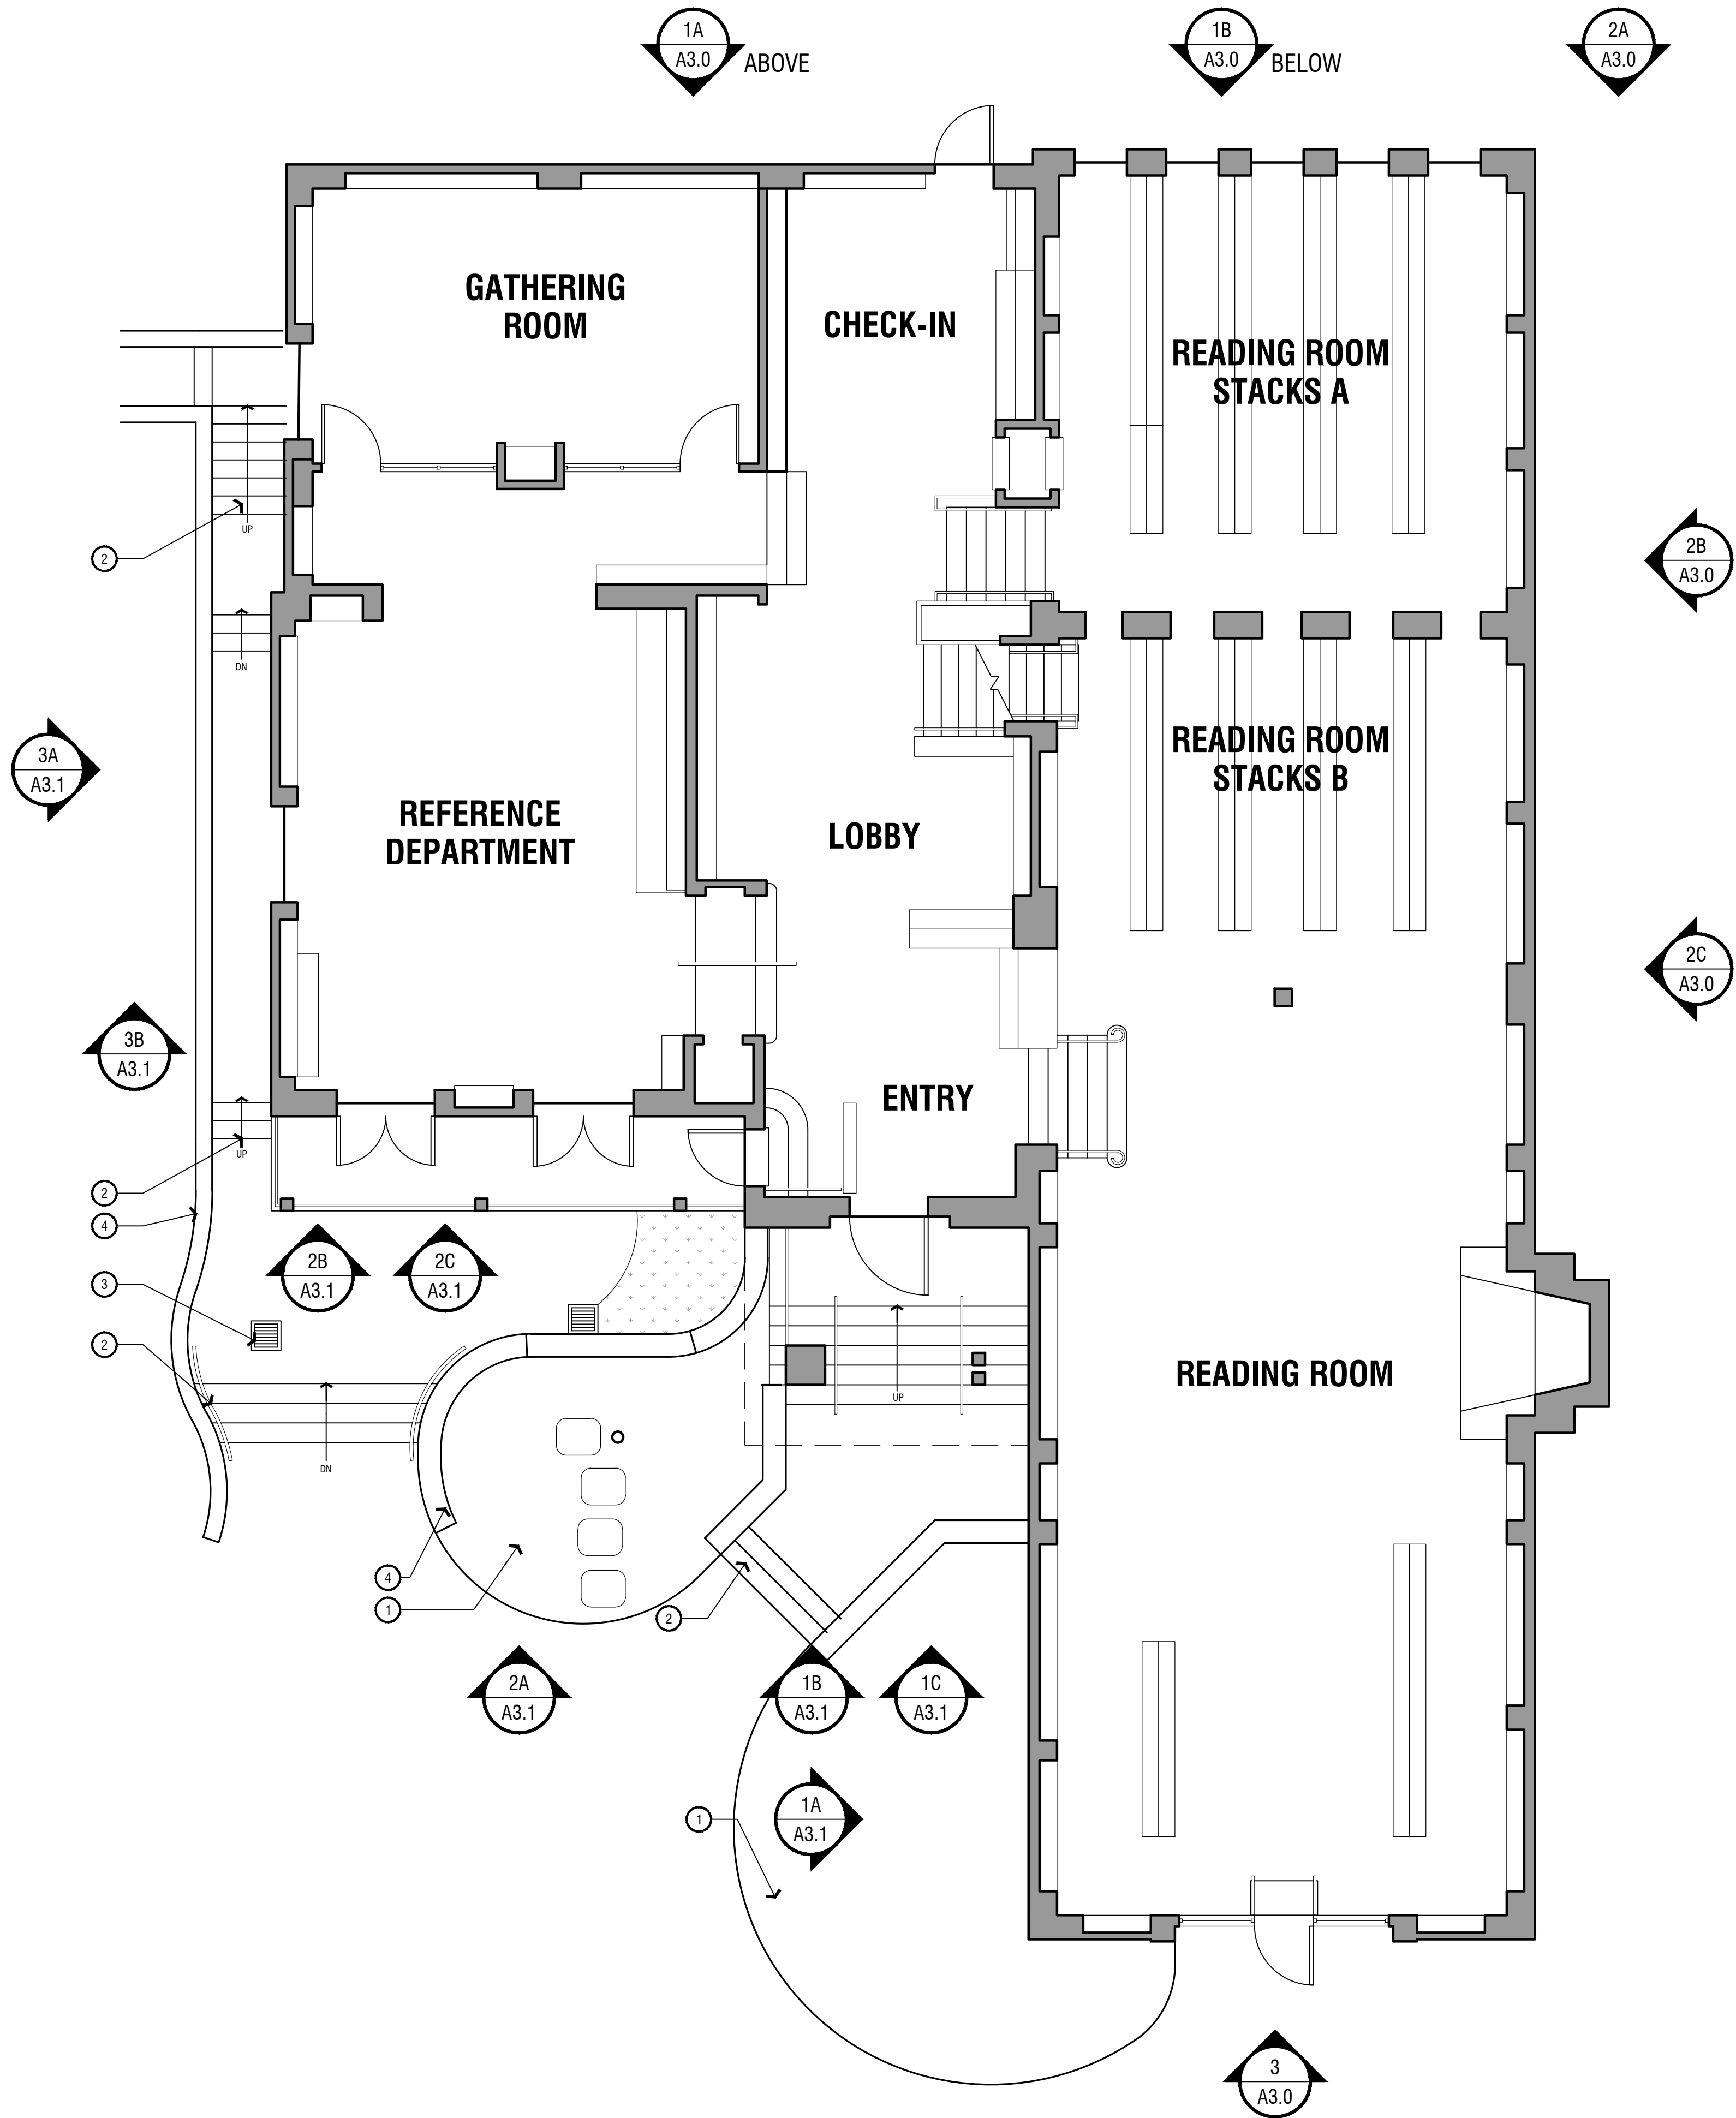 1A
A3.0
ABOVE
1B
A3.0
BELOW
2A
A3.0
GATHERING
ROOM
CHECK-IN
READING ROOM
STACKS A
UP
2
2B
A3.0
DN
3A
A3.1
READING ROOM
STACKS B
REFERENCE
DEPARTMENT
LOBBY
2C
A3.0
3B
A3.1
ENTRY
UP
2
4
2B
A3.1
2C
A3.1
3
2
READING ROOM
UP
DN
4
1
2
2A
A3.1
1B
A3.1
1C
A3.1
1
1A
A3.1
3
A3.0